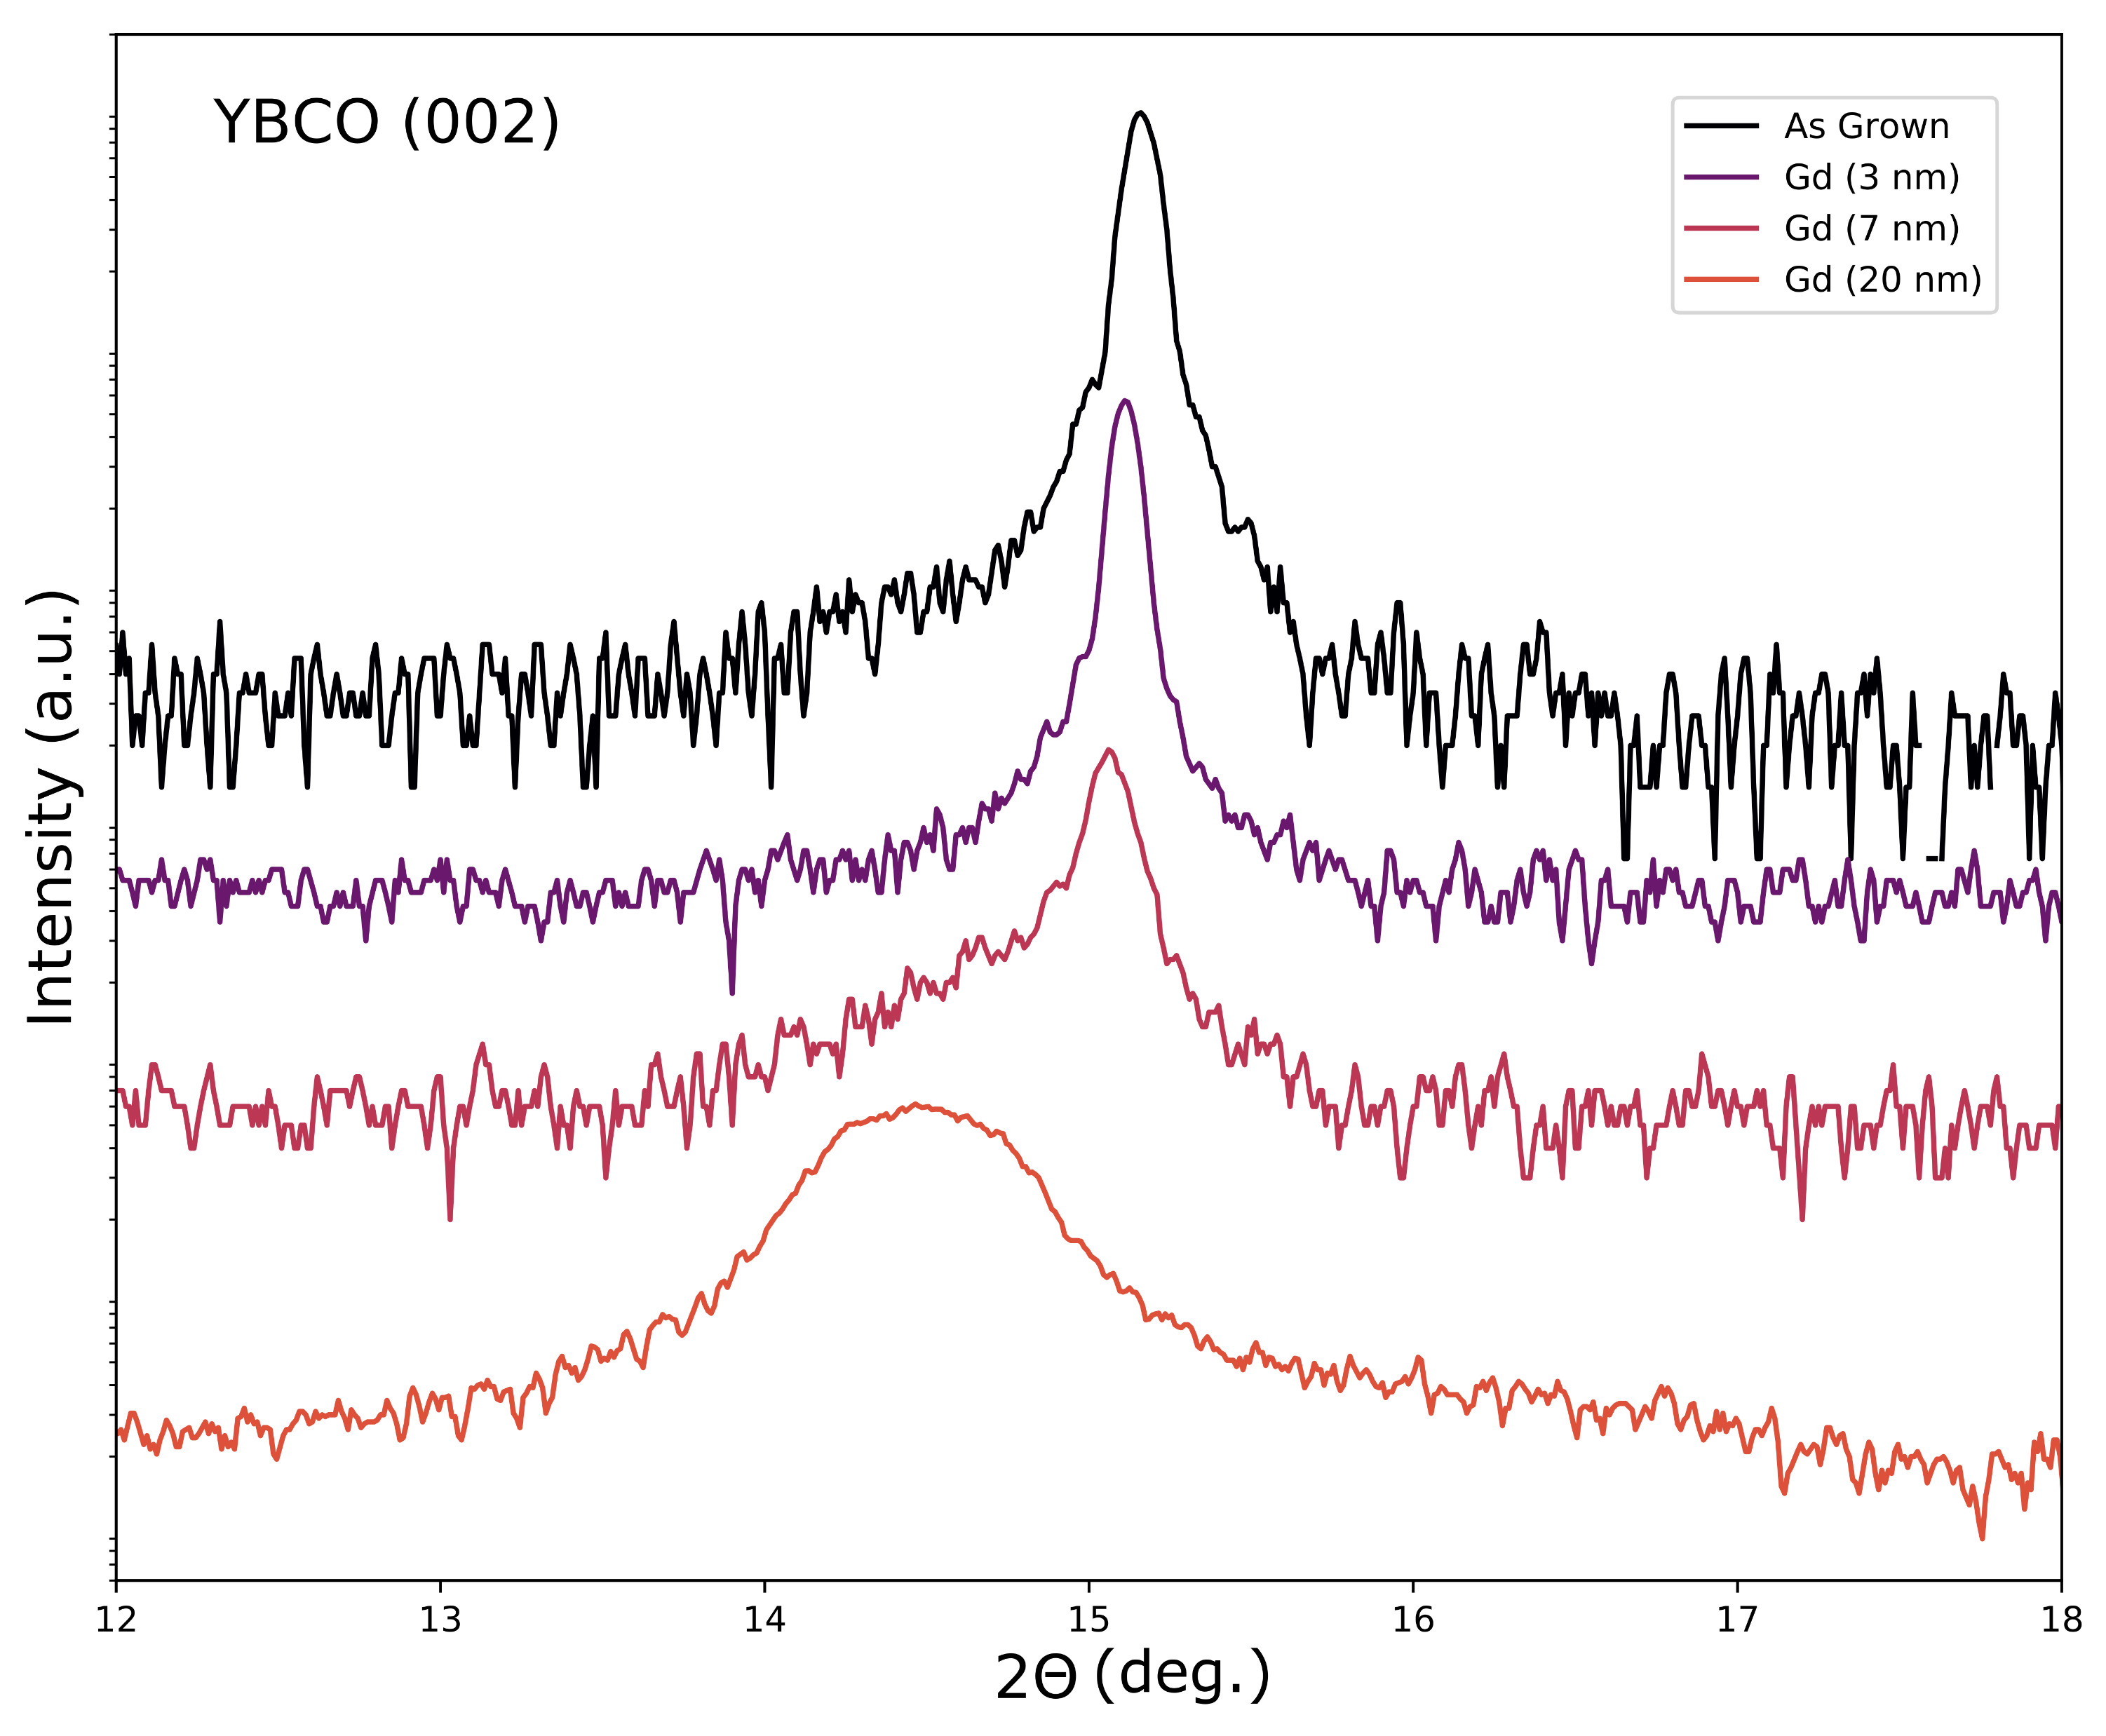 YBCO (002)
As Grown
Gd (3 nm)
Gd (7 nm)
Gd (20 nm)
Intensity (a.u.)
12 13 14 15 16 17 18
2Θ (deg.)